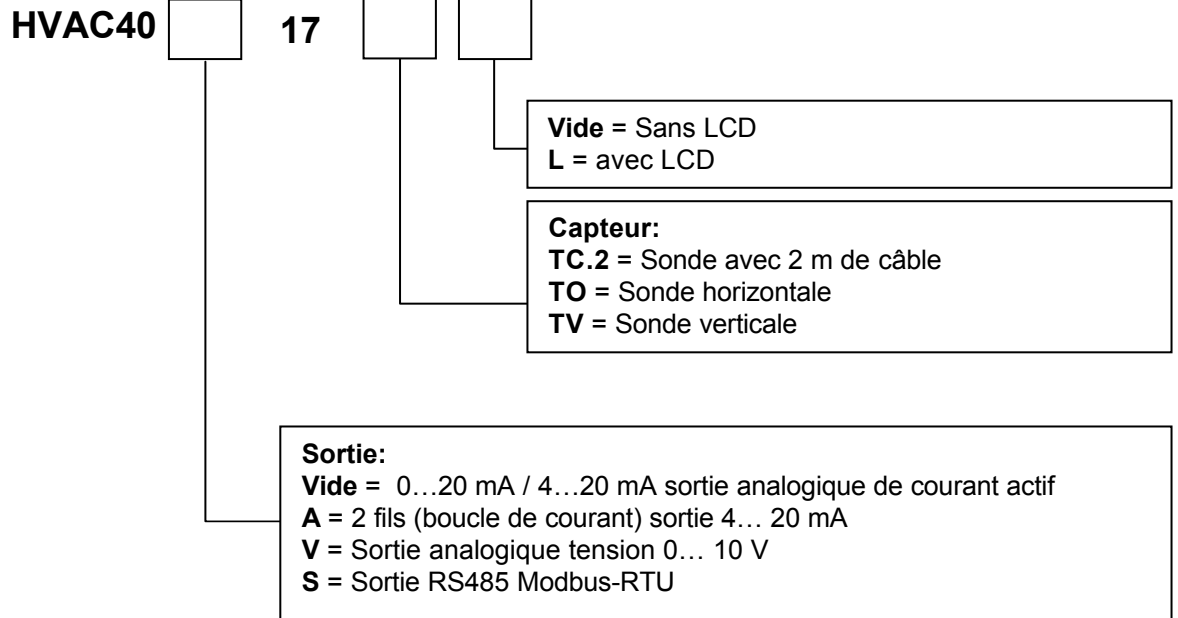 HVAC40 17
Vide = Sans LCD
L = avec LCD
Capteur:
TC.2 = Sonde avec 2 m de câble
TO = Sonde horizontale
TV = Sonde verticale
Sortie:
Vide = 0…20 mA / 4…20 mA sortie analogique de courant actif
A = 2 fils (boucle de courant) sortie 4… 20 mA
V = Sortie analogique tension 0… 10 V
S = Sortie RS485 Modbus-RTU